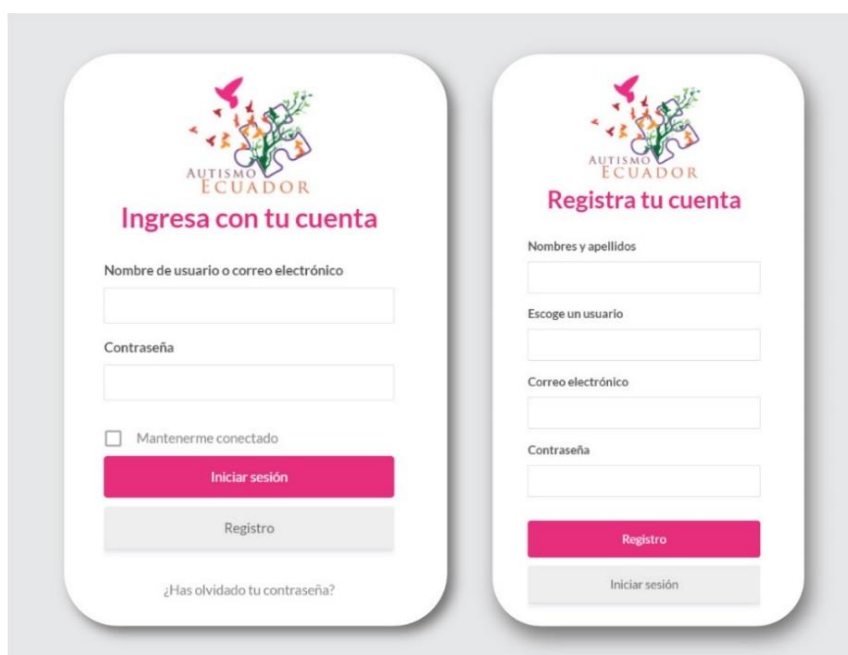 AUTISMO
ECUADOR
Ingresa con tu cuenta
Nombre de usuario o correo electrónico
Contraseña
Mantenerme conectado
Iniciar sesión
Registro
¿Has olvidado tu contraseña?
AUTISMO
ECUADOR
Registra tu cuenta
Nombres y apellidos
Escoge un usuario
Correo electrónico
Contraseña
Registro
Iniciar sesión